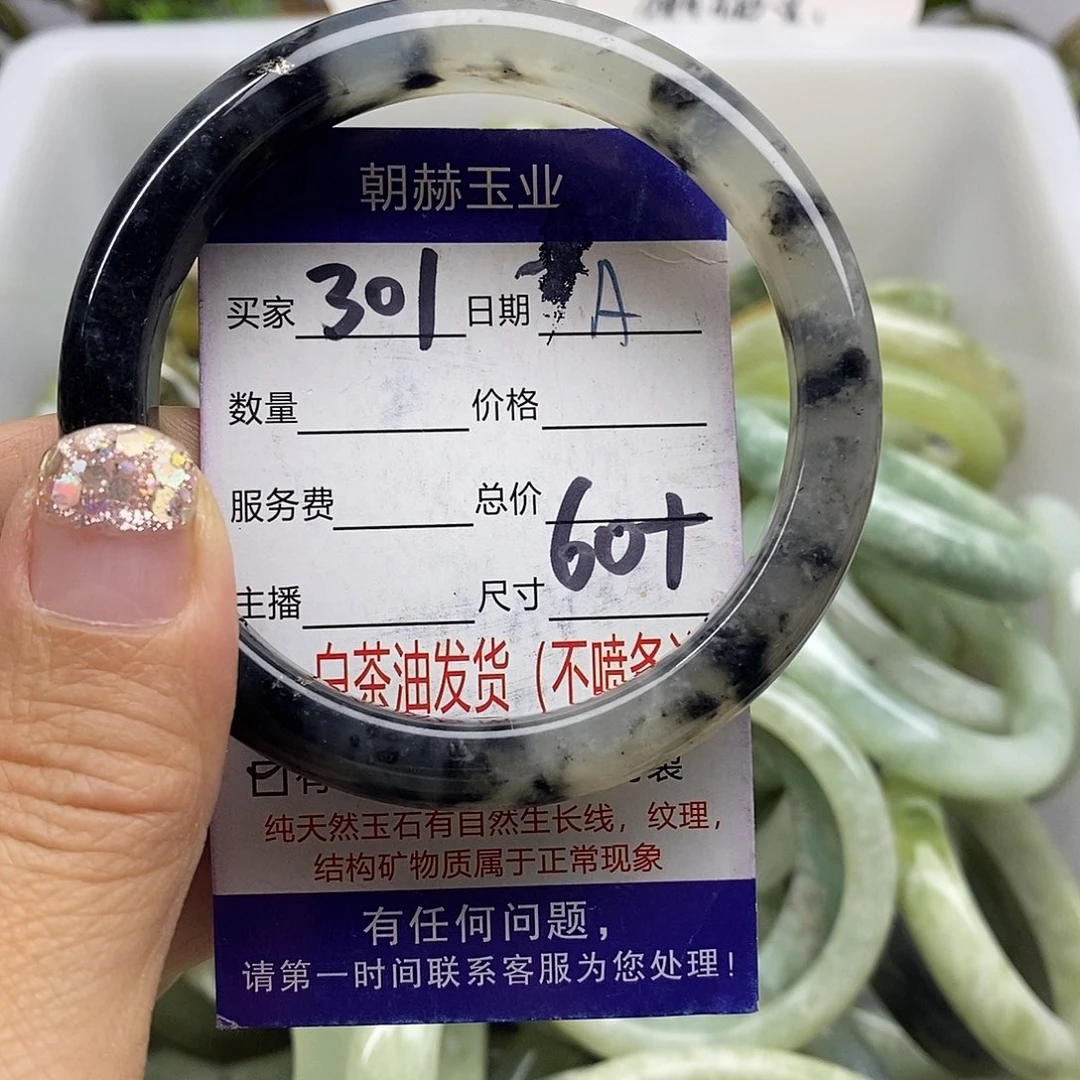 朝赫玉业
买家 301 日期 A
数量 价格
服务费 总价 60+
主播 尺寸
白茶油发货（不喷
纯天然玉石有自然生长线，纹理，
结构矿物质属于正常现象
有任何问题，
请第一时间联系客服为您处理！